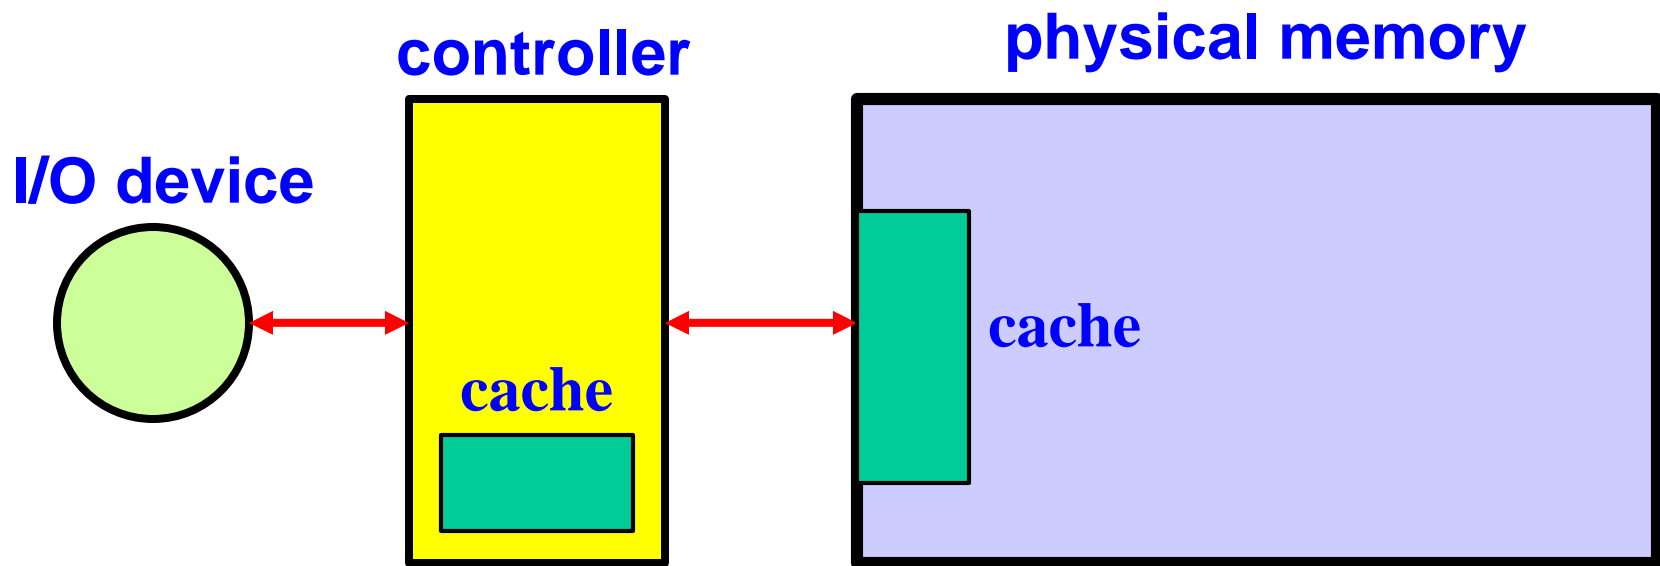 controller
physical memory
I/O device
cache
cache